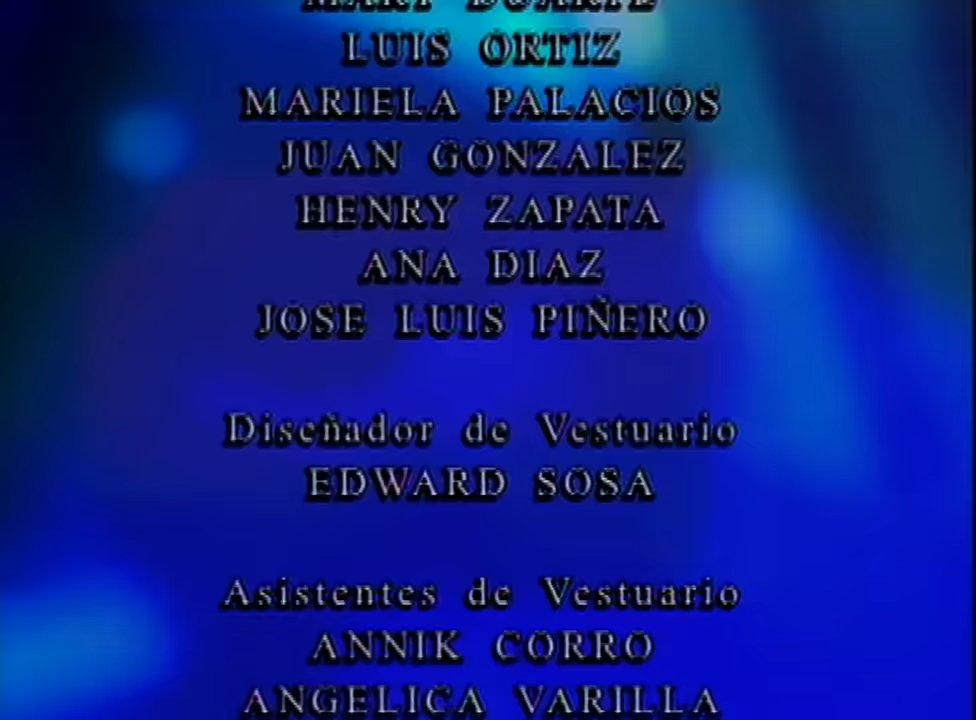 LUIS ORTIZ
MARIELA PALACIOS
JUAN GONZALEZ
HENRY ZAPATA
ANA DIAZ
JOSE LUIS PIÑERO
Diseñador de Vestuario
EDWARD SOSA
Asistentes de Vestuario
ANNIK CORRO
ANGELICA VARILLA